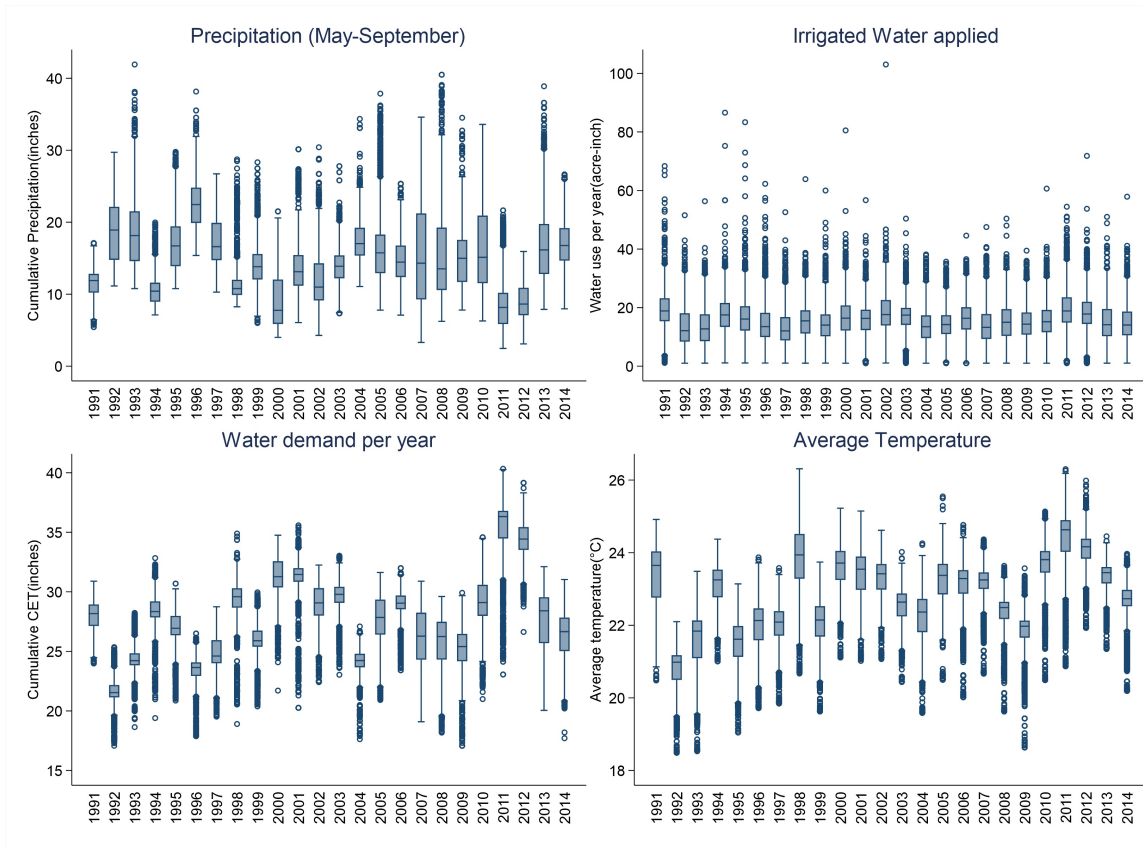 Precipitation (May-September)
Cumulative Precipitation(inches)
40
30
20
10
0
1991 1992 1993 1994 1995 1996 1997 1998 1999 2000 2001 2002 2003 2004 2005 2006 2007 2008 2009 2010 2011 2012 2013 2014
Irrigated Water applied
Water use per year(acre-inch)
100
80
60
40
20
0
1991 1992 1993 1994 1995 1996 1997 1998 1999 2000 2001 2002 2003 2004 2005 2006 2007 2008 2009 2010 2011 2012 2013 2014
Water demand per year
Cumulative CET(inches)
40
35
30
25
20
15
1991 1992 1993 1994 1995 1996 1997 1998 1999 2000 2001 2002 2003 2004 2005 2006 2007 2008 2009 2010 2011 2012 2013 2014
Average Temperature
Average temperature(°C)
26
24
22
20
18
1991 1992 1993 1994 1995 1996 1997 1998 1999 2000 2001 2002 2003 2004 2005 2006 2007 2008 2009 2010 2011 2012 2013 2014